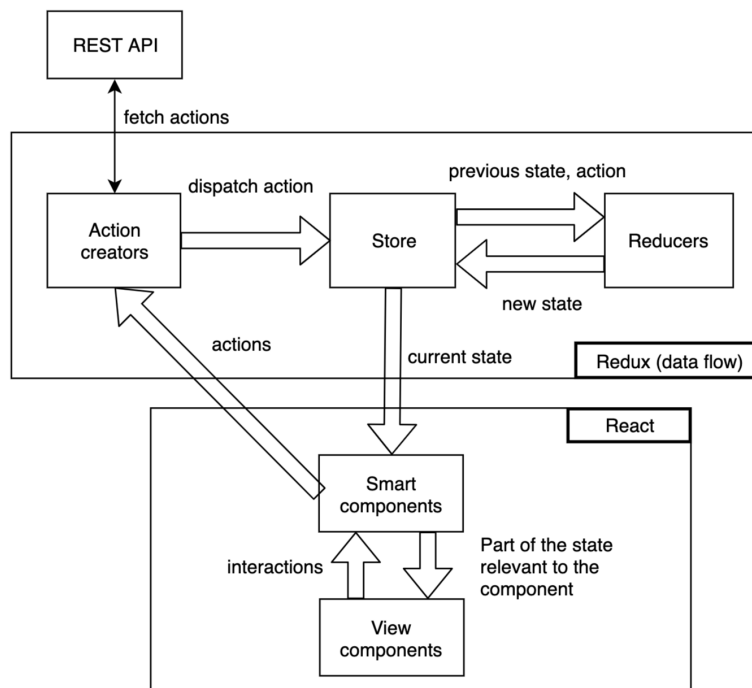 REST API
fetch actions
dispatch action
previous state, action
Action
creators
Store
Reducers
new state
actions
current state
Redux (data flow)
React
Smart
components
interactions
Part of the state
relevant to the
component
View
components